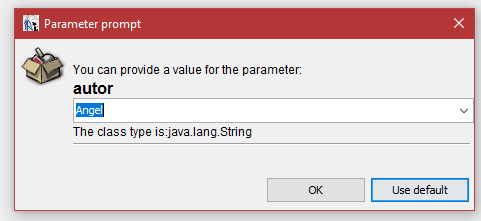 Parameter prompt
You can provide a value for the parameter:
autor
Angel
The class type is:java.lang.String
OK
Use default